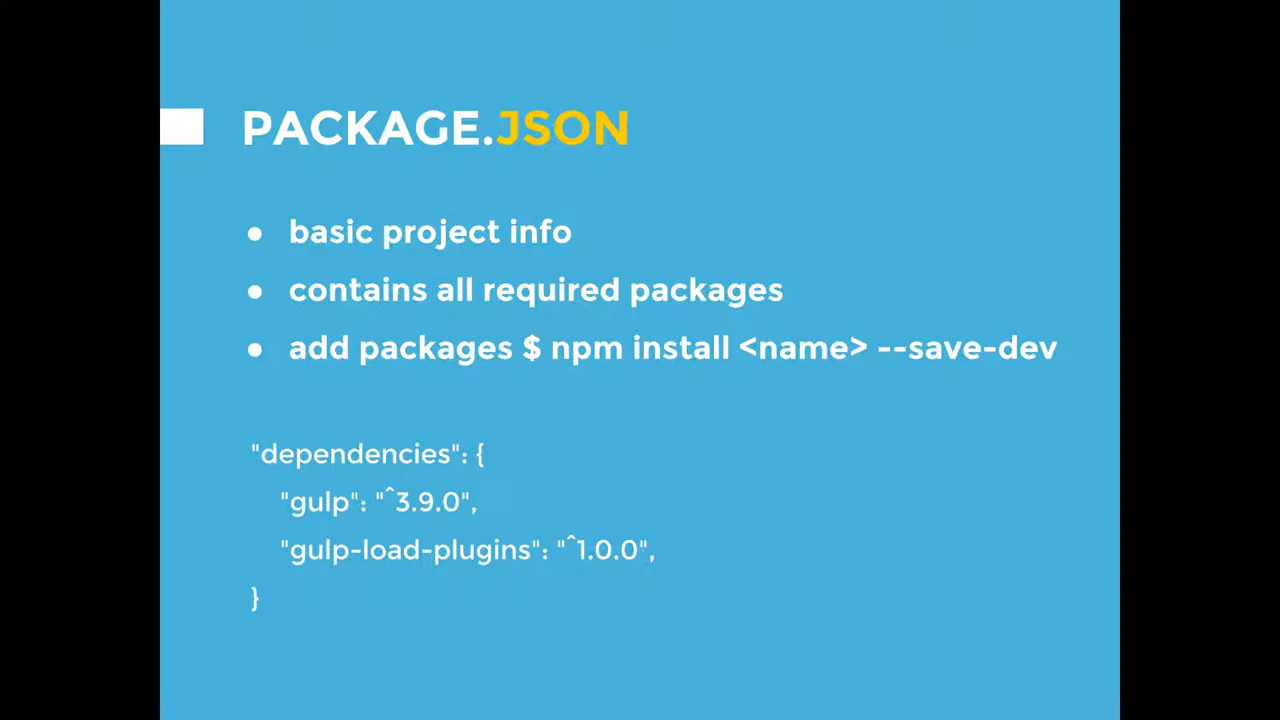 PACKAGE.JSON
● basic project info
● contains all required packages
● add packages $ npm install <name> --save-dev
"dependencies": {
"gulp": "^3.9.0",
"gulp-load-plugins": "^1.0.0",
}